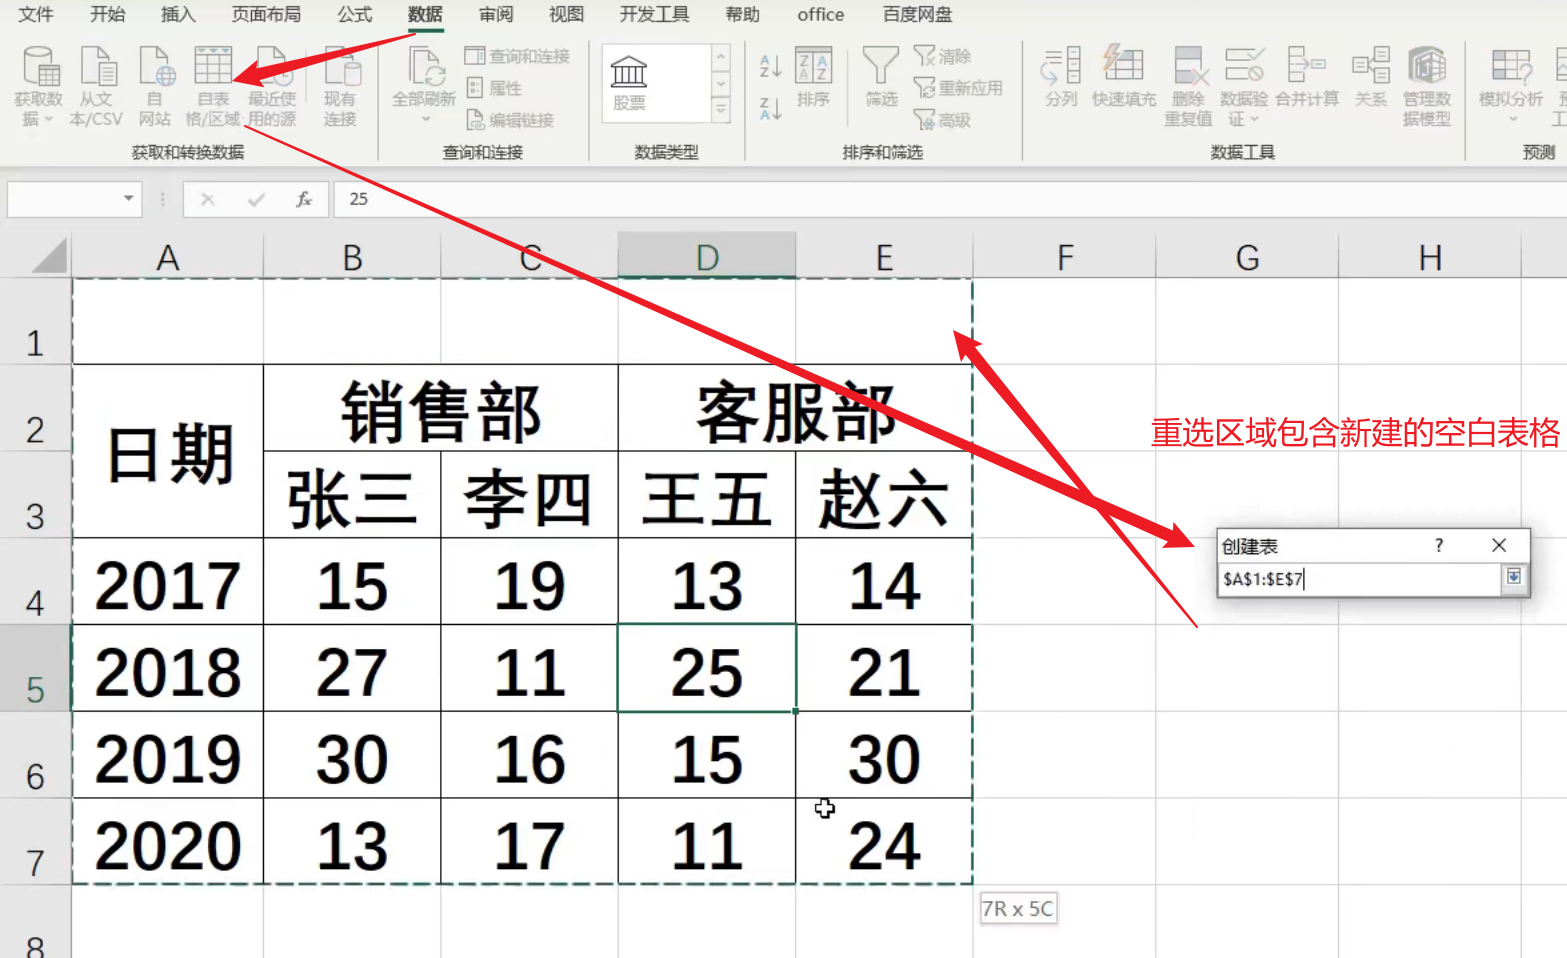 文件 开始 插入 页面布局 公式 数据 审阅 视图 开发工具 帮助 office 百度网盘
获取数据 从文本/CSV 自网站 自表格/区域 最近使用的源 现有连接
获取和转换数据
全部刷新 查询和连接 属性 编辑链接
查询和连接
股票
数据类型
排序 筛选 清除 重新应用 高级
排序和筛选
分列 快速填充 删除重复值 数据验证 合并计算 关系 管理数据模型
数据工具
模拟分析
预测
fx 25
A B C D E F G H
1
2 日期 销售部 客服部
3 张三 李四 王五 赵六
4 2017 15 19 13 14
5 2018 27 11 25 21
6 2019 30 16 15 30
7 2020 13 17 11 24
8
重选区域包含新建的空白表格
创建表 ?
$A$1:$E$7
7R x 5C